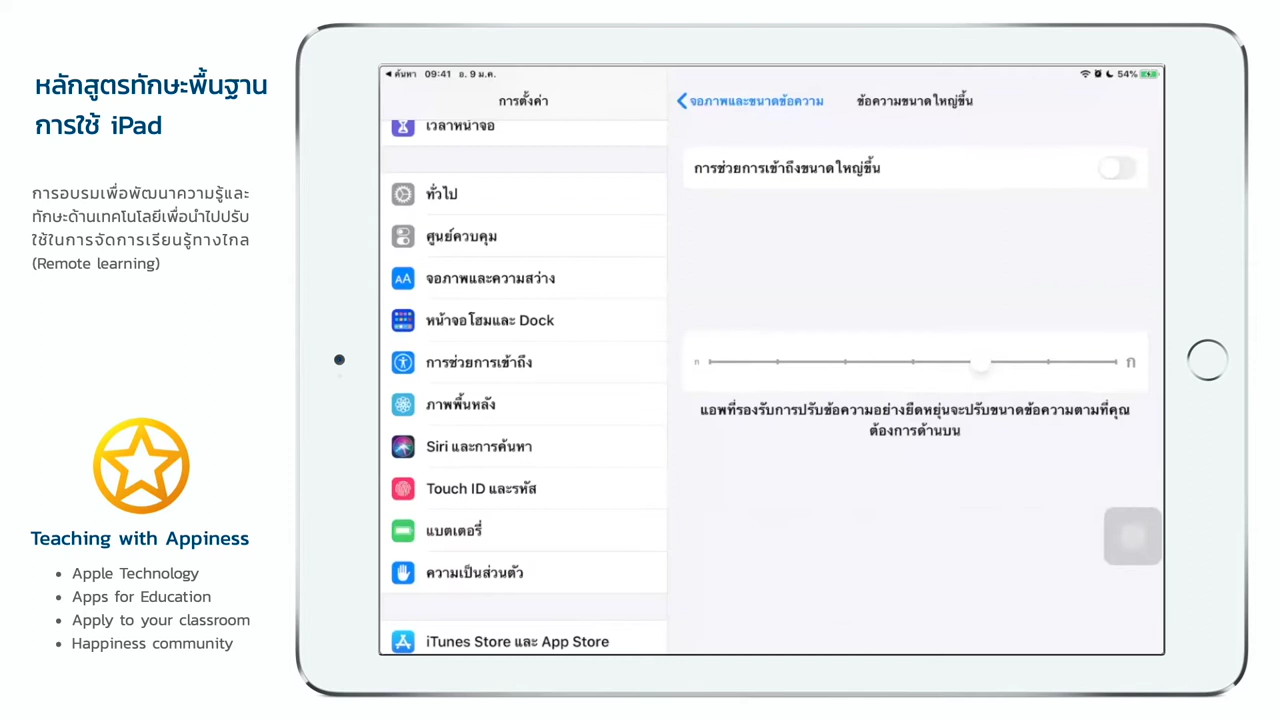 หลักสูตรทักษะพื้นฐาน
การใช้ iPad
การอบรมเพื่อพัฒนาความรู้และ
ทักษะด้านเทคโนโลยีเพื่อนำไปปรับ
ใช้ในการจัดการเรียนรู้ทางไกล
(Remote learning)
Teaching with Appiness
• Apple Technology
• Apps for Education
• Apply to your classroom
• Happiness community
◀ ค้นหา 09:41 อ. 9 ม.ค.
54%
การตั้งค่า
เวลาหน้าจอ
ทั่วไป
ศูนย์ควบคุม
AA จอภาพและความสว่าง
หน้าจอโฮมและ Dock
การช่วยการเข้าถึง
ภาพพื้นหลัง
Siri และการค้นหา
Touch ID และรหัส
แบตเตอรี่
ความเป็นส่วนตัว
iTunes Store และ App Store
จอภาพและขนาดข้อความ
ข้อความขนาดใหญ่ขึ้น
การช่วยการเข้าถึงขนาดใหญ่ขึ้น
ก ก
แอพที่รองรับการปรับข้อความอย่างยืดหยุ่นจะปรับขนาดข้อความตามที่คุณ
ต้องการด้านบน